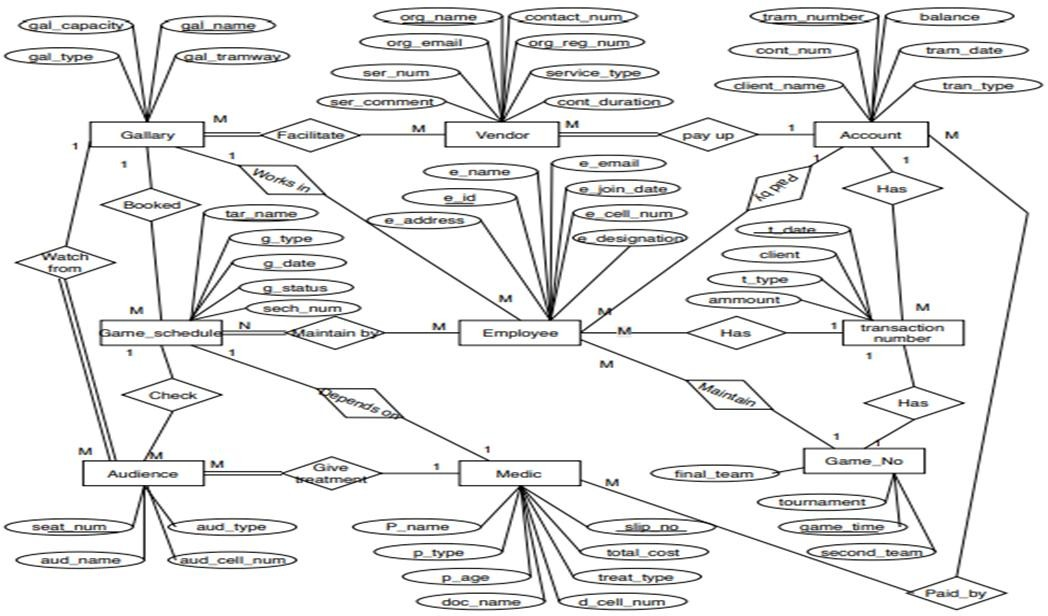 org_name contact_num tram_number balance
gal_capacity gal_name
org_email org_reg_num
gal_type gal_tramway cont_num tram_date
ser_num service_type
client_name tran_type
ser_comment cont_duration
M
Gallary Facilitate M Vendor M pay up 1 Account M
1 1 1 1 1
e_email
Works in e_name Paid by Has
e_id e_join_date
Booked
tar_name e_address e_cell_num
t_date
g_type e_designation
client
Watch
from
g_date
t_type
g_status
ammount
sech_num
M M M M
Game_schedule N Maintain by M Employee M Has 1 transaction
number
1 1 M 1
Check Depends on Maintain Has
1 1
M M 1
Audience M Give
treatment 1 Medic M Game_No
final_team
tournament
seat_num aud_type P_name slip_no game_time
aud_name aud_cell_num p_type total_cost second_team
p_age treat_type
doc_name d_cell_num Paid_by